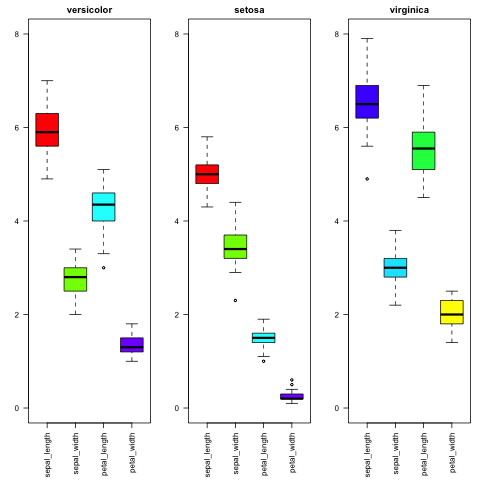 versicolor
8
6
4
2
0
sepal_length
sepal_width
petal_length
petal_width
setosa
8
6
4
2
0
sepal_length
sepal_width
petal_length
petal_width
virginica
8
6
4
2
0
sepal_length
sepal_width
petal_length
petal_width